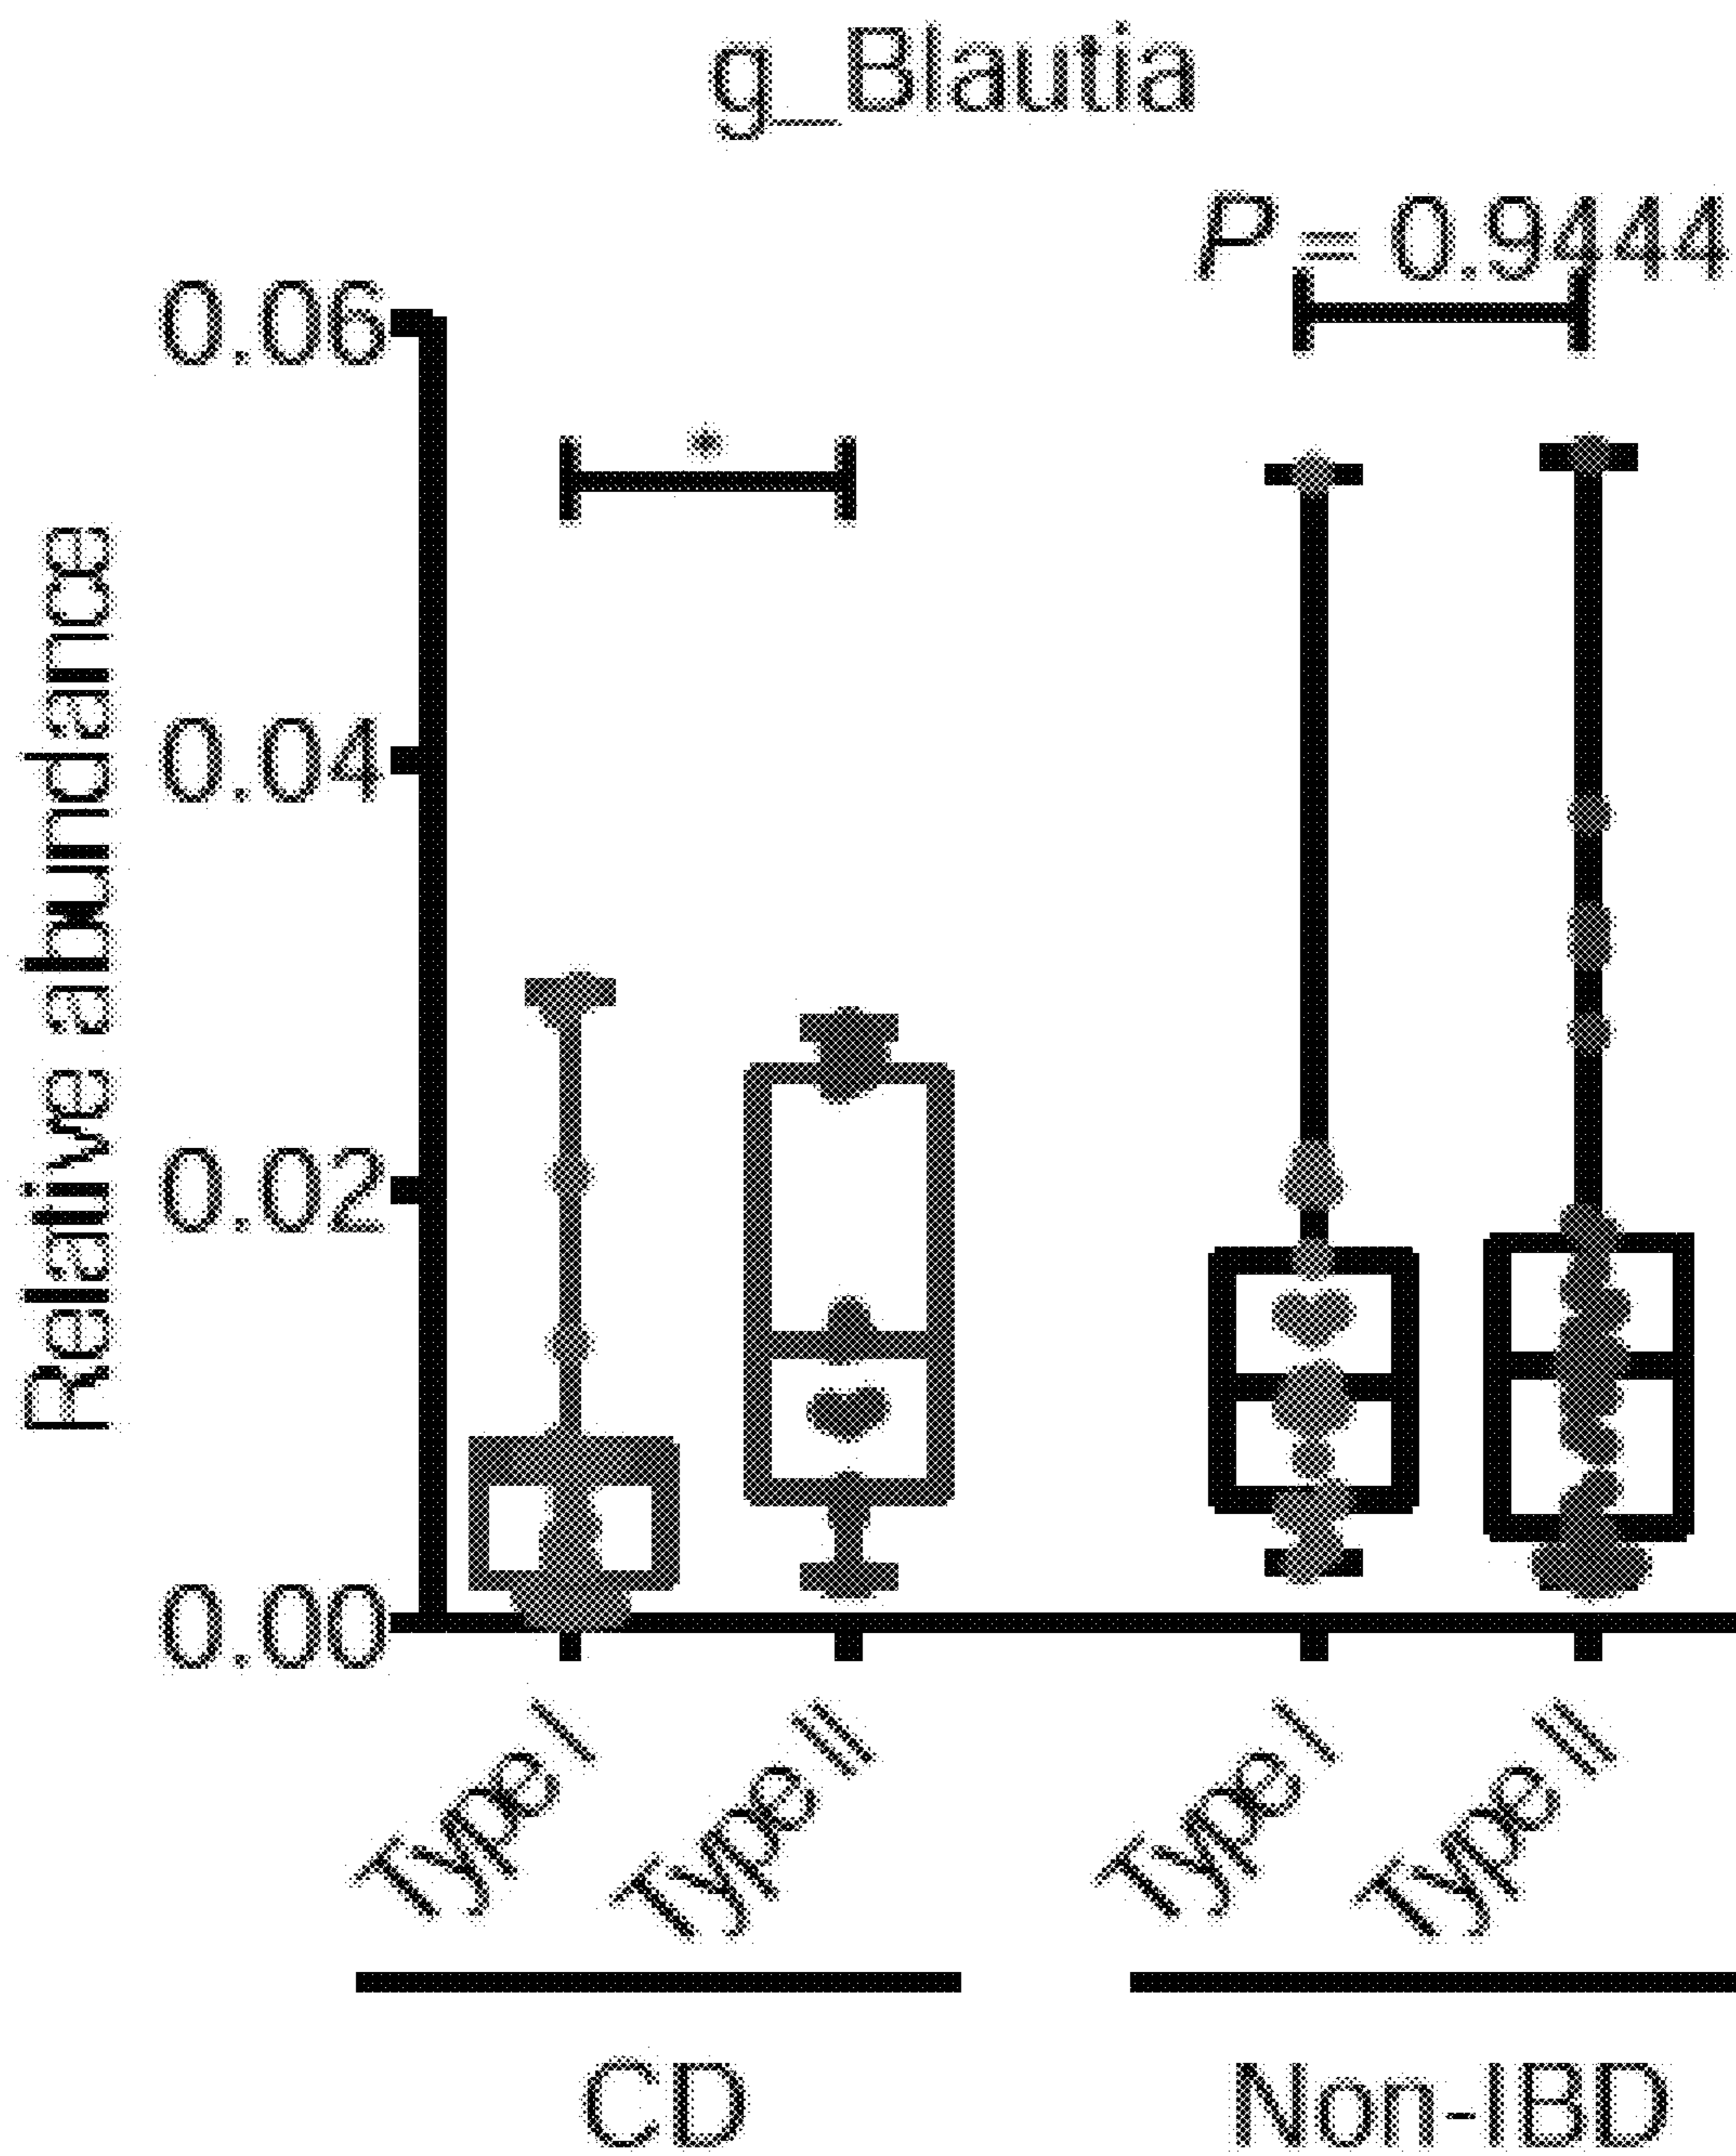 g_Blautia
P = 0.9444
*
0.06
0.04
0.02
0.00
Relative abundance
Type I
Type II
Type I
Type II
CD
Non-IBD